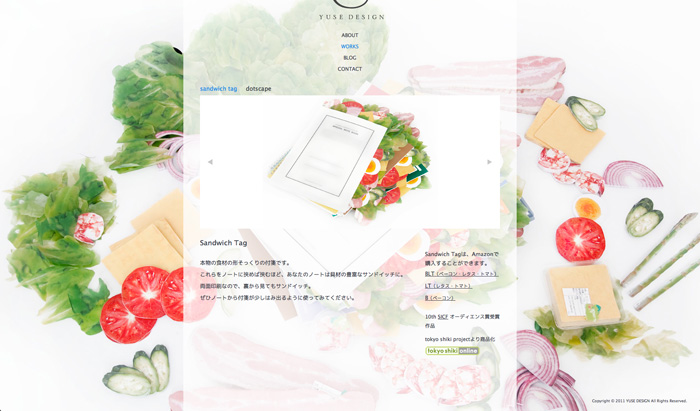 YUSE DESIGN
ABOUT
WORKS
BLOG
CONTACT
sandwich tag dotscape
Sandwich Tag
本物の食材の形そっくりの付箋です。
これらをノートに挟めば挟むほど、あなたのノートは具材の豊富なサンドイッチに。
両面印刷なので、裏から見てもサンドイッチ。
ぜひノートから付箋が少しはみ出るように使ってみてください。
Sandwich Tagは、Amazonで
購入することができます。
BLT（ベーコン・レタス・トマト）
LT（レタス・トマト）
B（ベーコン）
10th SICF オーディエンス賞受賞
作品
tokyo shiki projectより商品化
tokyo shiki online
Copyright © 2011 YUSE DESIGN All Rights Reserved.